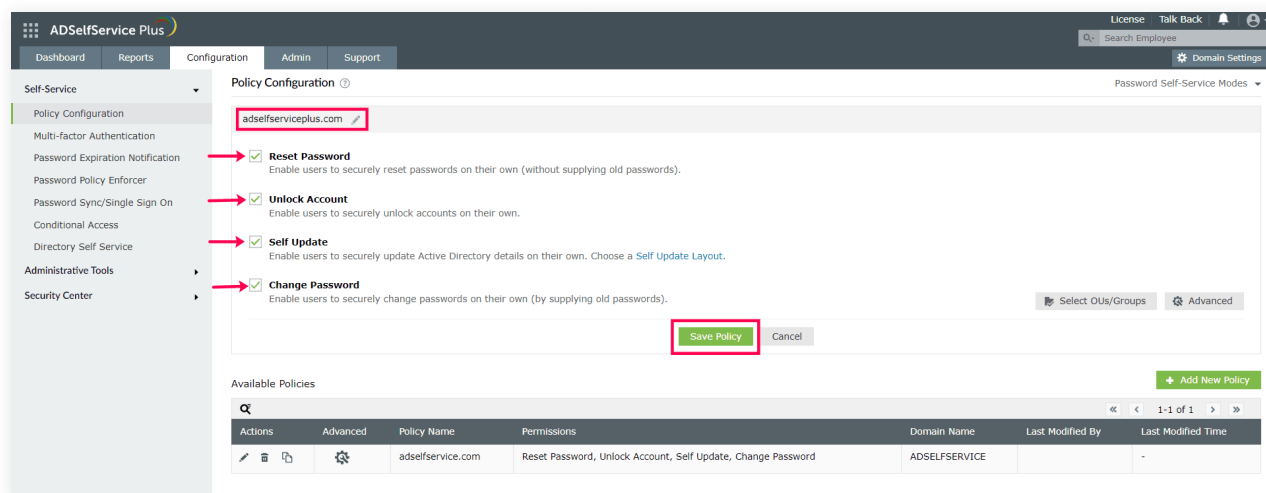 License Talk Back
ADSelfService Plus
Search Employee
Dashboard Reports Configuration Admin Support
Domain Settings
Self-Service
Policy Configuration
Multi-factor Authentication
Password Expiration Notification
Password Policy Enforcer
Password Sync/Single Sign On
Conditional Access
Directory Self Service
Administrative Tools
Security Center
Policy Configuration ?
Password Self-Service Modes
adselfserviceplus.com
Reset Password
Enable users to securely reset passwords on their own (without supplying old passwords).
Unlock Account
Enable users to securely unlock accounts on their own.
Self Update
Enable users to securely update Active Directory details on their own. Choose a Self Update Layout.
Change Password
Enable users to securely change passwords on their own (by supplying old passwords).
Select OUs/Groups Advanced
Save Policy Cancel
Available Policies
+ Add New Policy
« < 1-1 of 1 > »
Actions Advanced Policy Name Permissions Domain Name Last Modified By Last Modified Time
adselfservice.com Reset Password, Unlock Account, Self Update, Change Password ADSELFSERVICE -